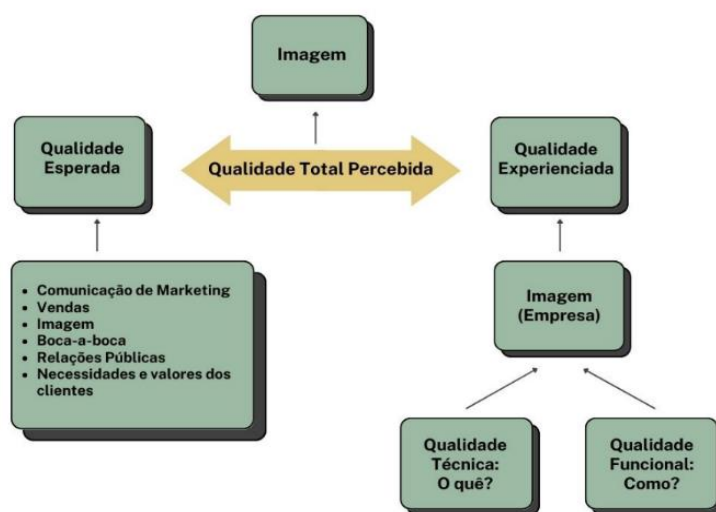 Imagem
Qualidade
Esperada
Qualidade Total Percebida
Qualidade
Experienciada
• Comunicação de Marketing
• Vendas
• Imagem
• Boca-a-boca
• Relações Públicas
• Necessidades e valores dos
clientes
Imagem
(Empresa)
Qualidade
Técnica:
O quê?
Qualidade
Funcional:
Como?